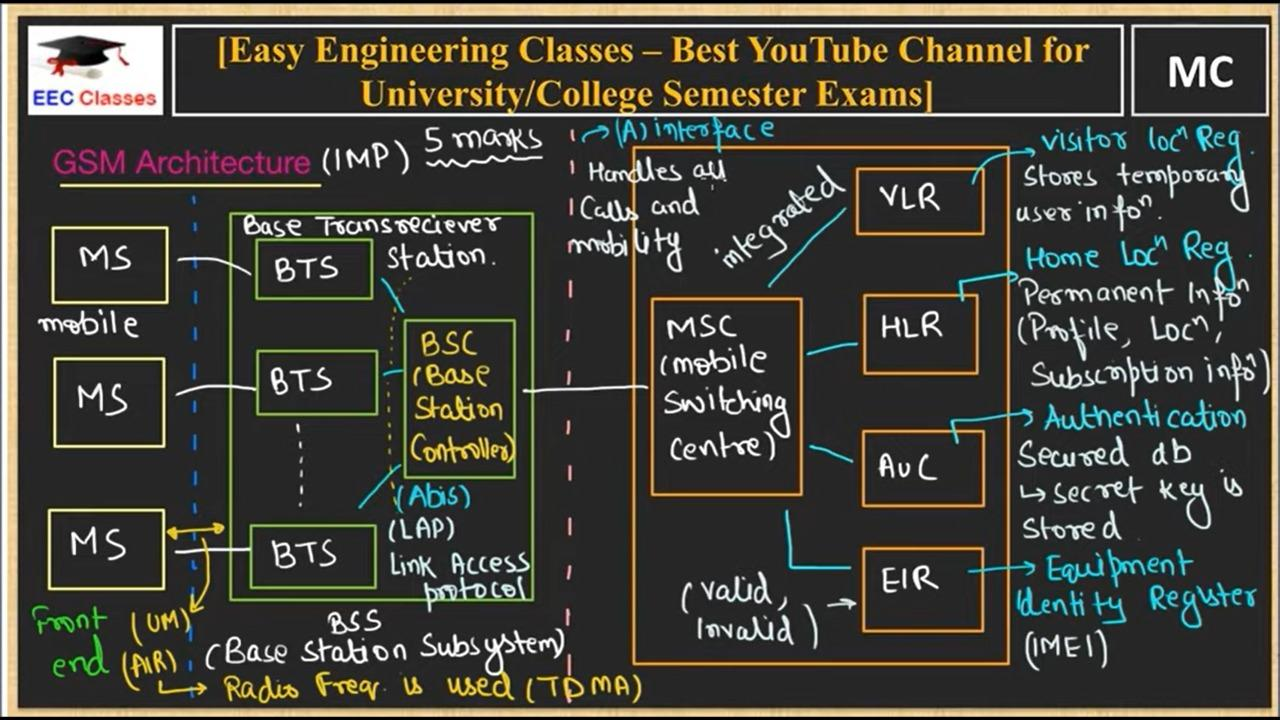 EEC Classes
[Easy Engineering Classes – Best YouTube Channel for
University/College Semester Exams]
MC
GSM Architecture (IMP) 5 marks
MS
mobile
MS
MS
Front
end
(UM)
(AIR)
Radio Freq. is used (TDMA)
Base Transreciever
Station.
BTS
BTS
BTS
BSC
(Base
Station
Controller)
(Abis)
(LAP)
Link Access
protocol
BSS
(Base Station Subsystem)
(A) interface
Handles all
Calls and
mobility
integrated
MSC
(mobile
Switching
Centre)
VLR
HLR
AuC
EIR
(valid,
Invalid)
Visitor Locⁿ Reg.
Stores temporary
user infoⁿ.
Home Locⁿ Reg.
Permanent Infoⁿ
(Profile, Locⁿ,
Subscription infoⁿ)
Authentication
Secured db
↳ Secret key is
Stored
Equipment
Identity Register
(IMEI)